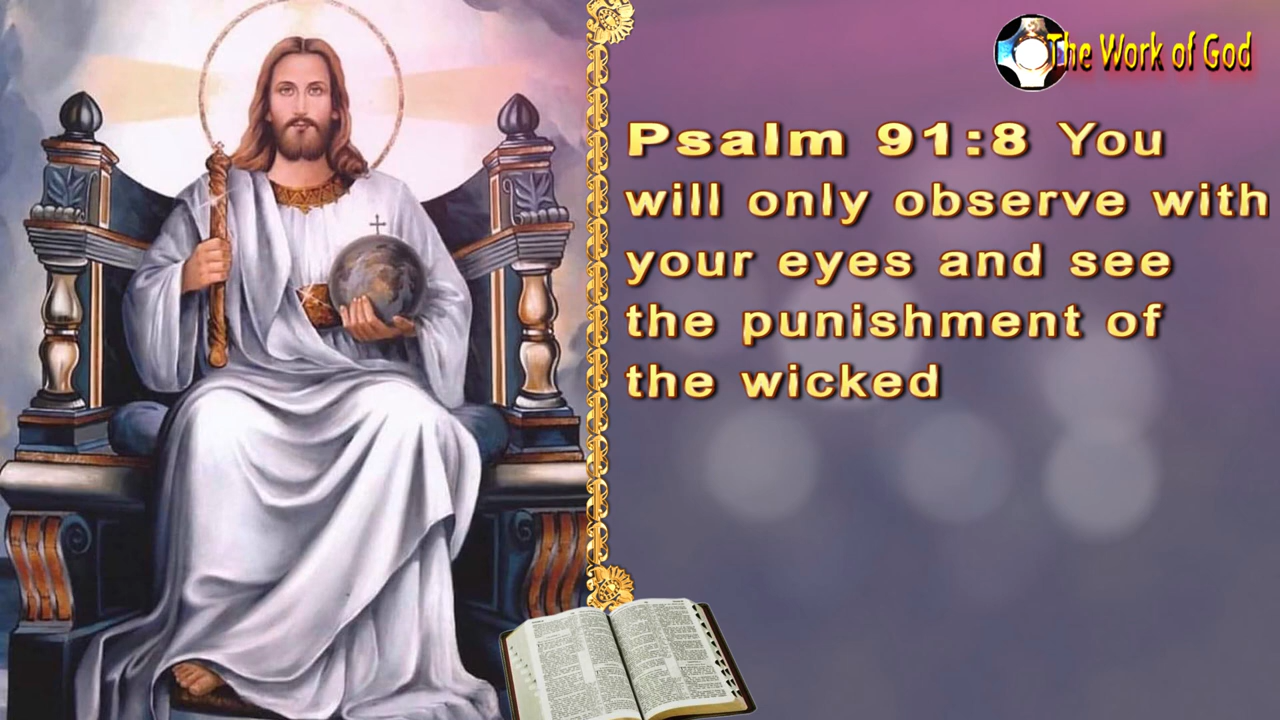 The Work of God
Psalm 91:8 You
will only observe with
your eyes and see
the punishment of
the wicked